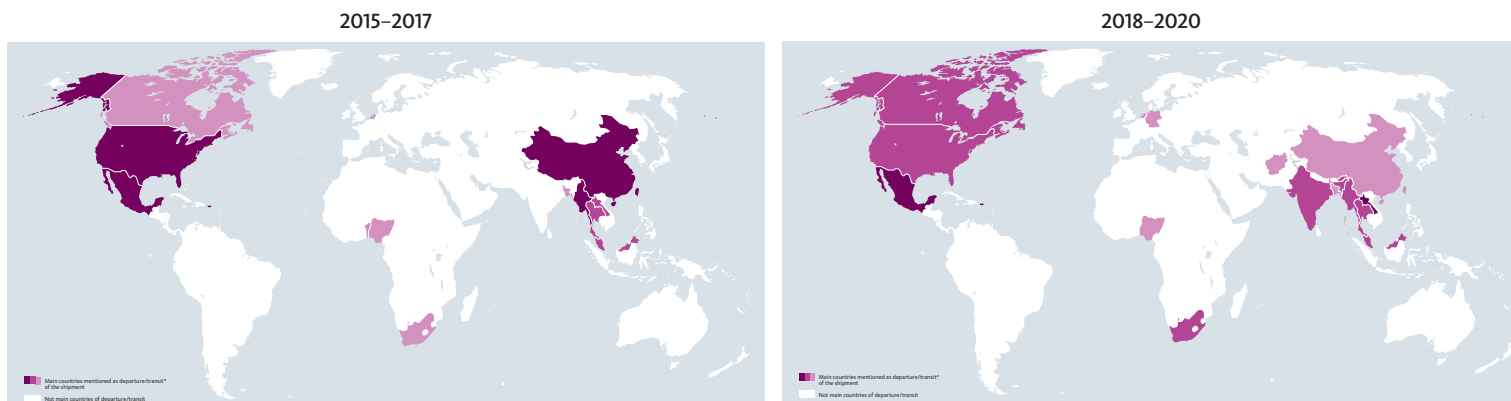 2015–2017
2018–2020
Main countries mentioned as departure/transit*
of the shipment
Not main countries of departure/transit
Main countries mentioned as departure/transit*
of the shipment
Not main countries of departure/transit